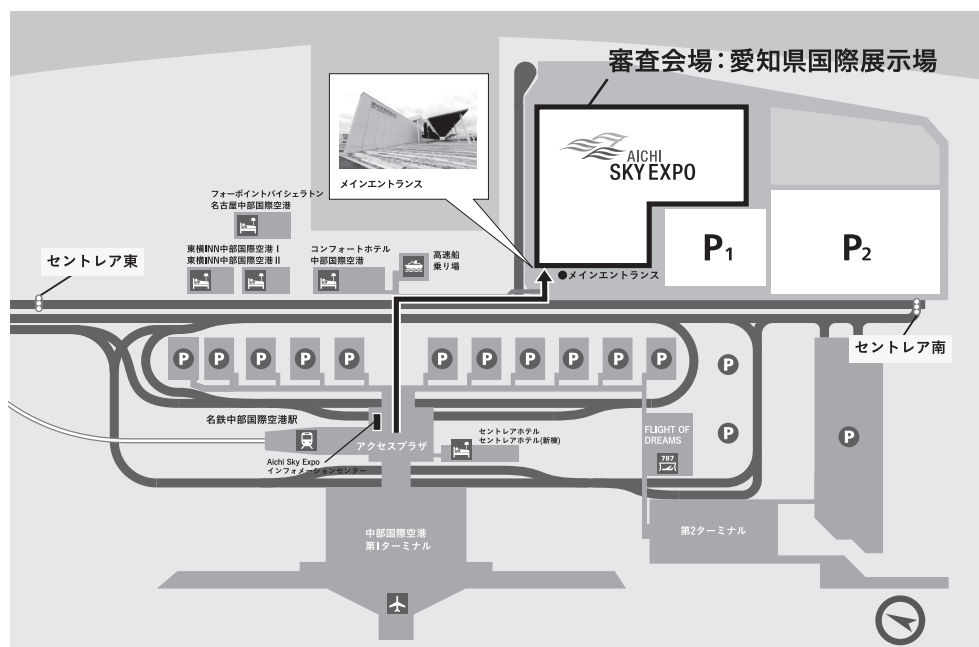 審査会場：愛知県国際展示場
AICHI
SKY EXPO
メインエントランス
フォーポイントバイシェラトン
名古屋中部国際空港
東横INN中部国際空港Ⅰ
東横INN中部国際空港Ⅱ
コンフォートホテル
中部国際空港
高速船
乗り場
●メインエントランス
P1
P2
セントレア東
セントレア南
P
P
P
P
P
P
P
P
P
P
P
P
P
P
名鉄中部国際空港駅
アクセスプラザ
Aichi Sky Expo
インフォメーションセンター
セントレアホテル
セントレアホテル(新棟)
FLIGHT OF
DREAMS
787
中部国際空港
第1ターミナル
第2ターミナル